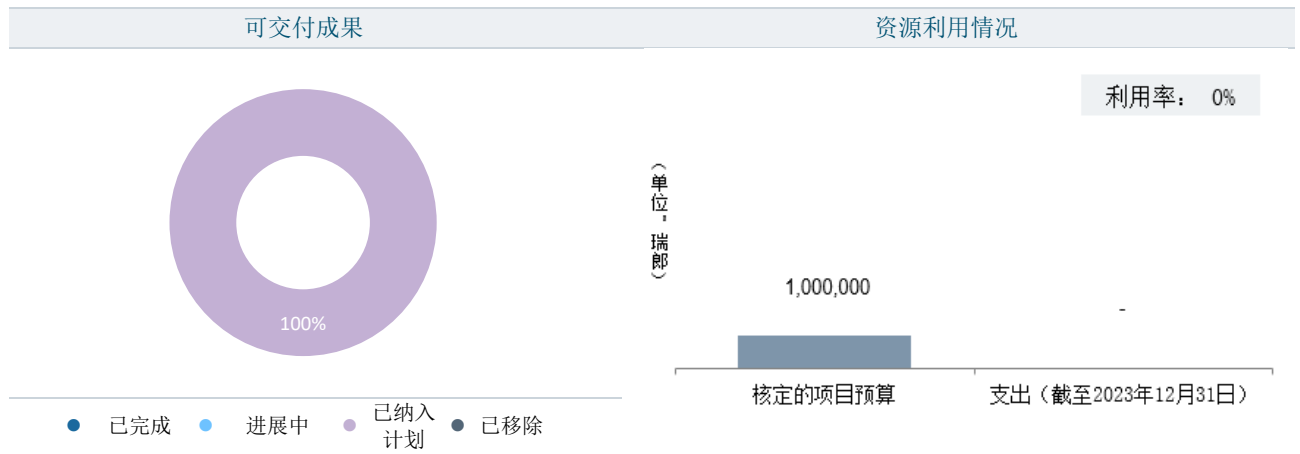 可交付成果
资源利用情况
100%
已完成
进展中
已纳入
计划
已移除
利用率： 0%
（单位：瑞郎）
1,000,000
-
核定的项目预算
支出（截至2023年12月31日）